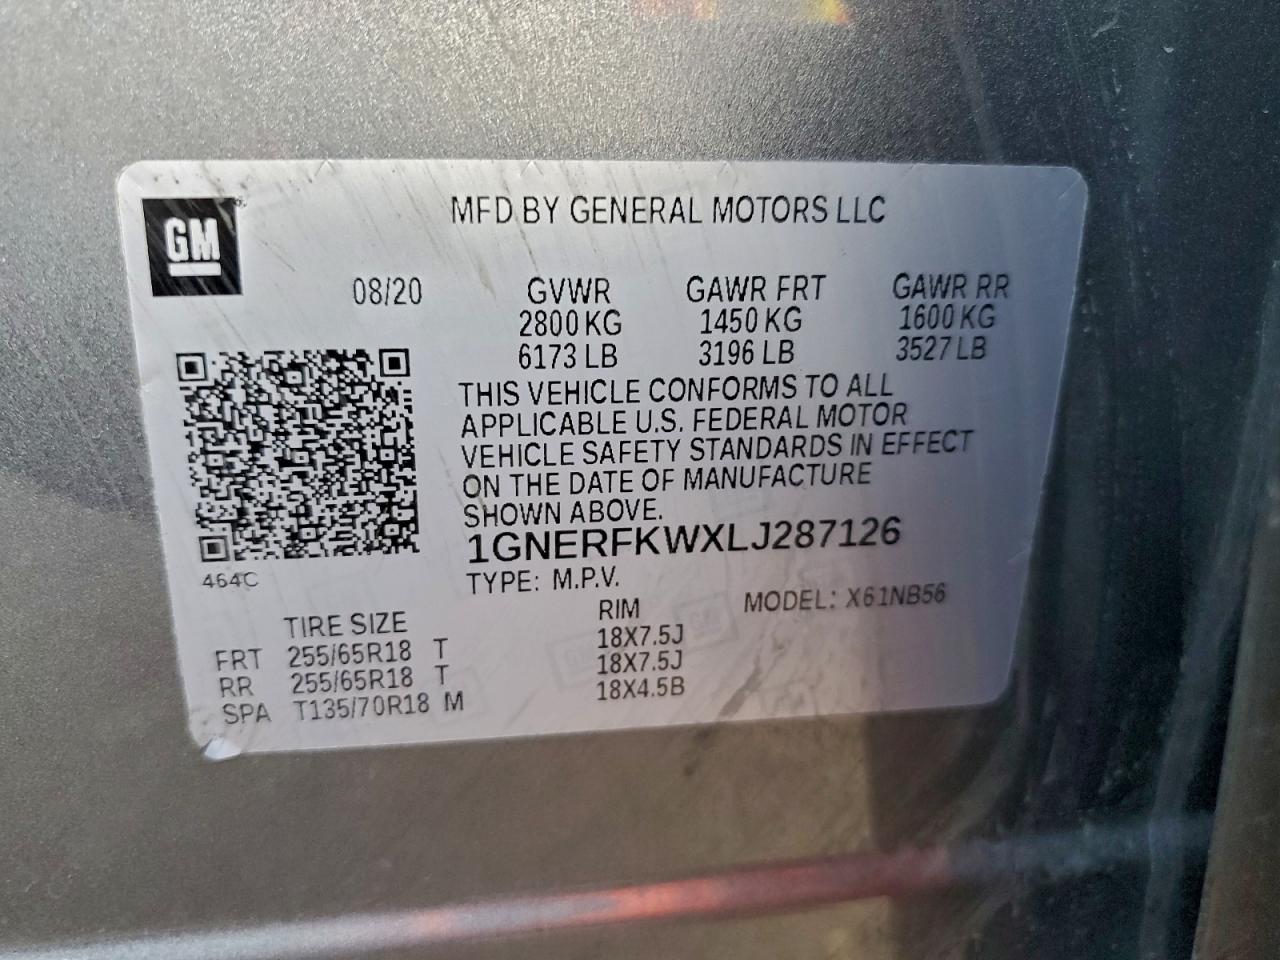 GM
MFD BY GENERAL MOTORS LLC
08/20 GVWR GAWR FRT GAWR RR
2800 KG 1450 KG 1600 KG
6173 LB 3196 LB 3527 LB
THIS VEHICLE CONFORMS TO ALL
APPLICABLE U.S. FEDERAL MOTOR
VEHICLE SAFETY STANDARDS IN EFFECT
ON THE DATE OF MANUFACTURE
SHOWN ABOVE.
1GNERFKWXLJ287126
464C
TYPE: M.P.V. MODEL: X61NB56
TIRE SIZE RIM
FRT 255/65R18 T 18X7.5J
RR 255/65R18 T 18X7.5J
SPA T135/70R18 M 18X4.5B